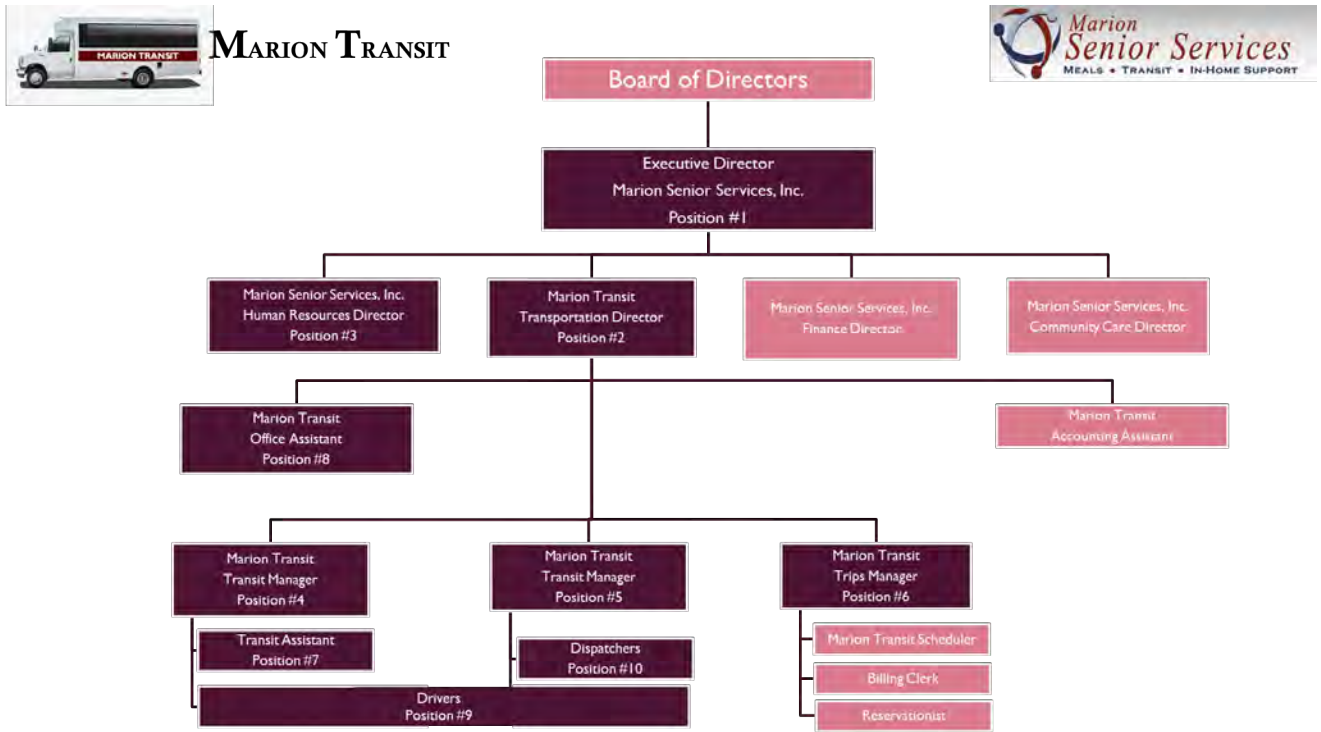 MARION TRANSIT
MARION TRANSIT
Marion
Senior Services
MEALS • TRANSIT • IN-HOME SUPPORT
Board of Directors
Executive Director
Marion Senior Services, Inc.
Position #1
Marion Senior Services, Inc.
Human Resources Director
Position #3
Marion Transit
Transportation Director
Position #2
Marion Senior Services, Inc.
Finance Director
Marion Senior Services, Inc.
Community Care Director
Marion Transit
Office Assistant
Position #8
Marion Transit
Accounting Assistant
Marion Transit
Transit Manager
Position #4
Marion Transit
Transit Manager
Position #5
Marion Transit
Trips Manager
Position #6
Transit Assistant
Position #7
Dispatchers
Position #10
Drivers
Position #9
Marion Transit Scheduler
Billing Clerk
Reservationist